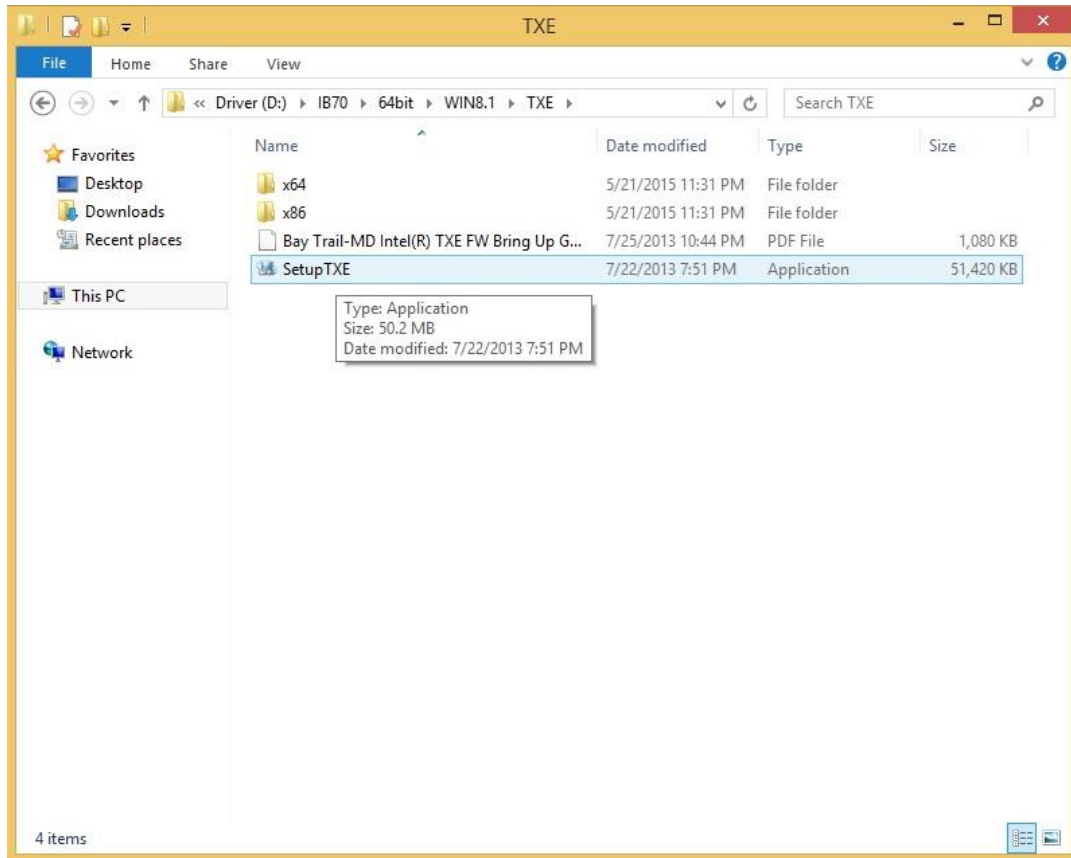 TXE
File Home Share View
« Driver (D:) ▸ IB70 ▸ 64bit ▸ WIN8.1 ▸ TXE ▸ Search TXE
Name Date modified Type Size
Favorites
Desktop
Downloads
Recent places
This PC
Network
x64 5/21/2015 11:31 PM File folder
x86 5/21/2015 11:31 PM File folder
Bay Trail-MD Intel(R) TXE FW Bring Up G... 7/25/2013 10:44 PM PDF File 1,080 KB
SetupTXE 7/22/2013 7:51 PM Application 51,420 KB
Type: Application
Size: 50.2 MB
Date modified: 7/22/2013 7:51 PM
4 items